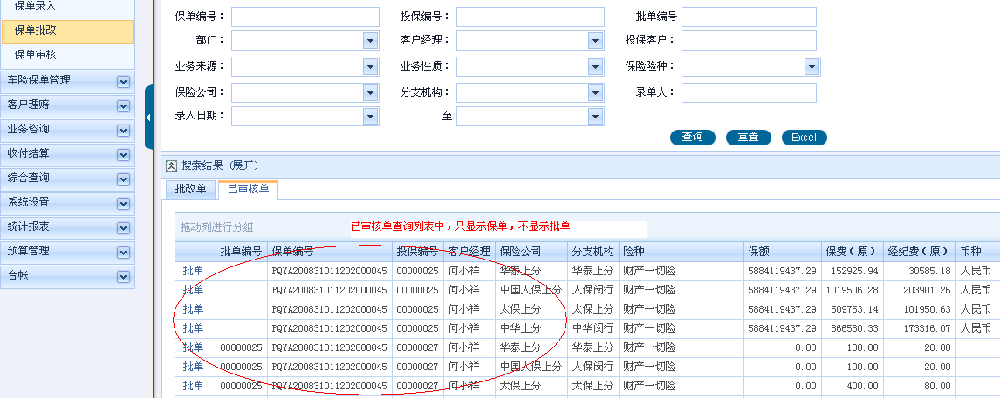 保单录入
保单批改
保单审核
车险保单管理
客户理赔
业务咨询
收付结算
综合查询
系统设置
统计报表
预算管理
台帐
保单编号： 投保编号： 批单编号
部门： 客户经理： 投保客户：
业务来源： 业务性质： 保险险种：
保险公司： 分支机构： 录单人：
录入日期： 至
查询 重置 Excel
搜索结果（展开）
批改单 已审核单
拖动列进行分组 已审核单查询列表中，只显示保单，不显示批单
批单编号 保单编号 投保编号 客户经理 保险公司 分支机构 险种 保额 保费（原） 经纪费（原） 币种
批单 PQYA200831011202000045 00000025 何小祥 华泰上分 华泰上分 财产一切险 5884119437.29 152925.94 30585.18 人民币
批单 PQYA200831011202000045 00000025 何小祥 中国人保上分 人保闵行 财产一切险 5884119437.29 1019506.28 203901.26 人民币
批单 PQYA200831011202000045 00000025 何小祥 太保上分 太保上分 财产一切险 5884119437.29 509753.14 101950.63 人民币
批单 PQYA200831011202000045 00000025 何小祥 中华上分 中华闵行 财产一切险 5884119437.29 866580.33 173316.07 人民币
批单 00000025 PQYA200831011202000045 00000027 何小祥 华泰上分 华泰上分 财产一切险 0.00 100.00 20.00
批单 00000025 PQYA200831011202000045 00000027 何小祥 中国人保上分 人保闵行 财产一切险 0.00 100.00 20.00
批单 00000025 PQYA200831011202000045 00000027 何小祥 太保上分 太保上分 财产一切险 0.00 400.00 80.00